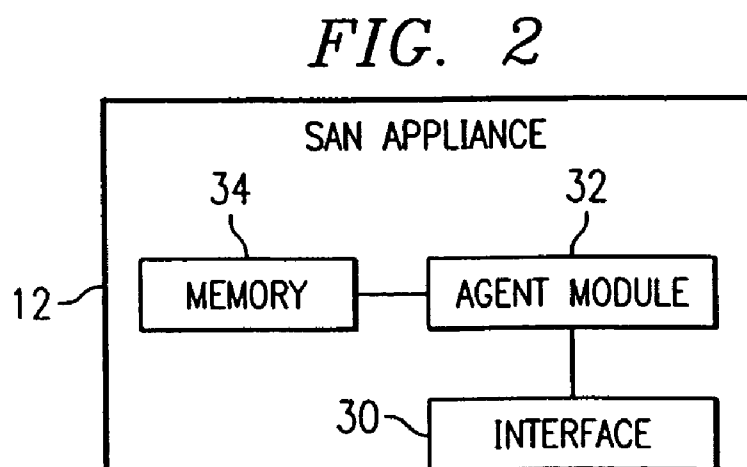 FIG. 2
SAN APPLIANCE
34
32
12
MEMORY
AGENT MODULE
30
INTERFACE